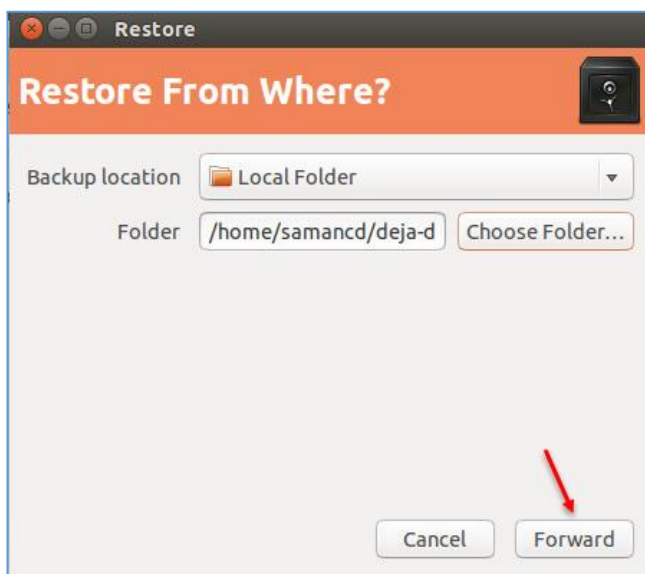 Restore
Restore From Where?
Backup location Local Folder
Folder /home/samancd/deja-d Choose Folder...
Cancel Forward